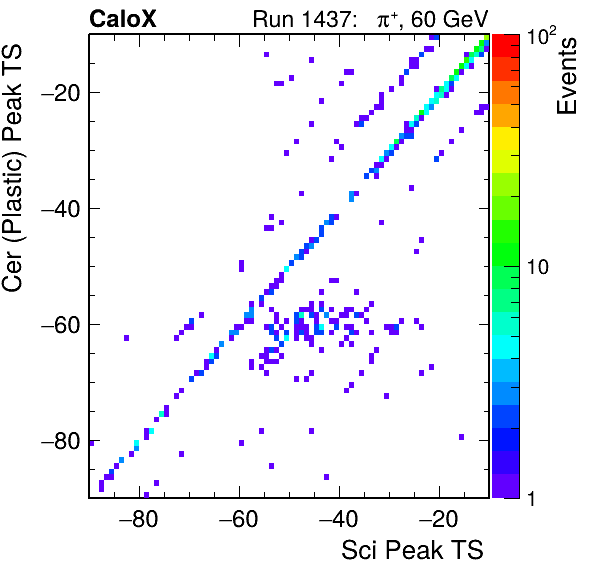 CaloX Run 1437: π⁺, 60 GeV
Cer (Plastic) Peak TS
−20
−40
−60
−80
−80 −60 −40 −20
Sci Peak TS
10²
10
1
Events